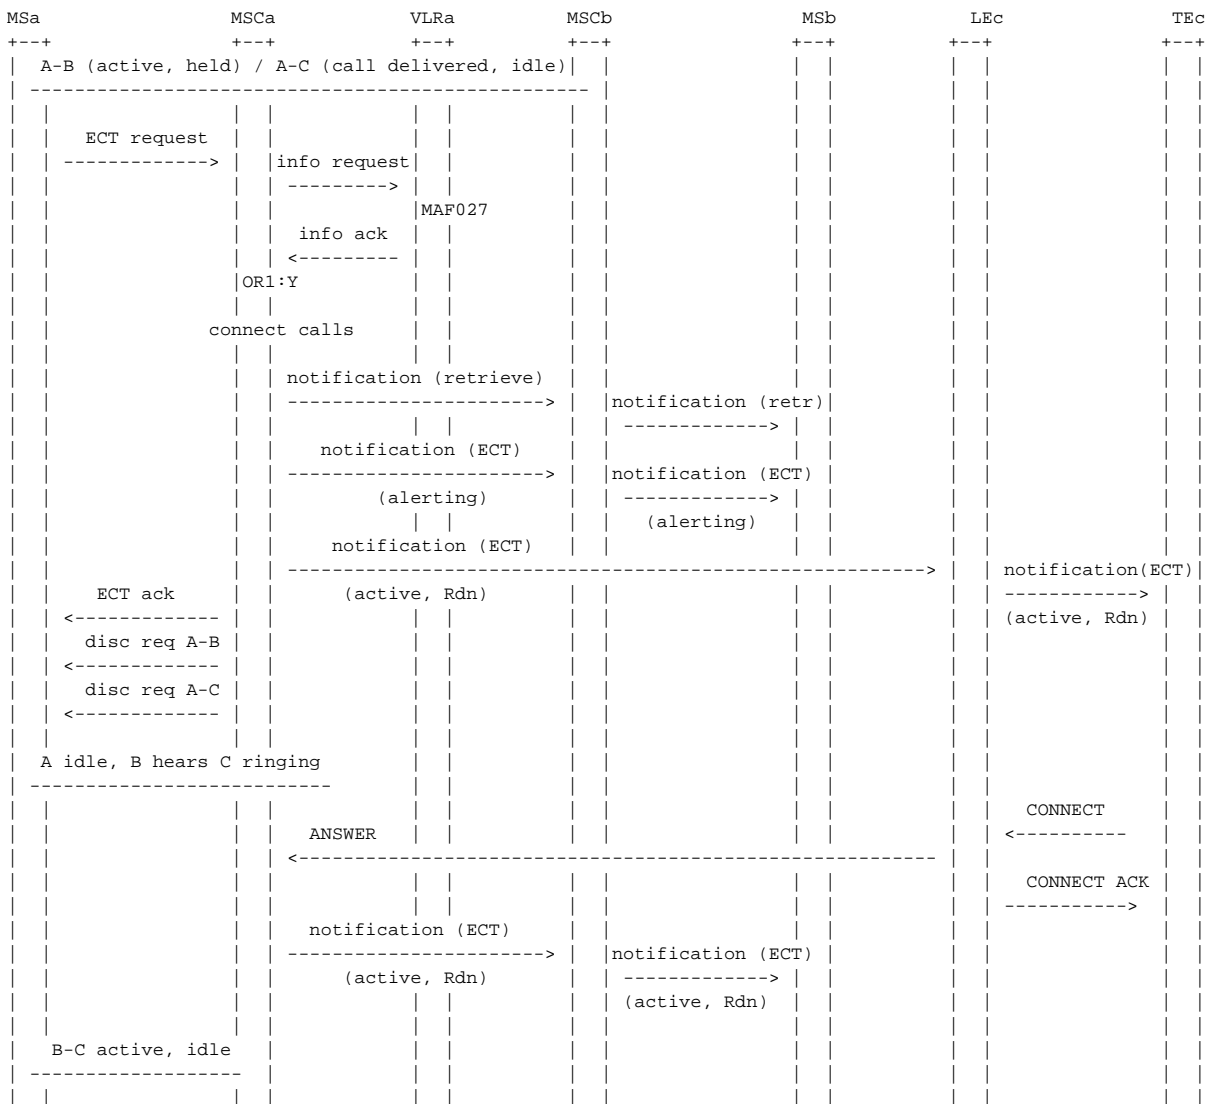 MSa MSCa VLRa MSCb MSb LEc TEc
A-B (active, held) / A-C (call delivered, idle)
ECT request
info request
MAF027
info ack
OR1:Y
connect calls
notification (retrieve)
notification (retr)
notification (ECT)
notification (ECT)
(alerting)
(alerting)
notification (ECT)
notification(ECT)
ECT ack (active, Rdn)
(active, Rdn)
disc req A-B
disc req A-C
A idle, B hears C ringing
CONNECT
ANSWER
CONNECT ACK
notification (ECT)
notification (ECT)
(active, Rdn)
(active, Rdn)
B-C active, idle